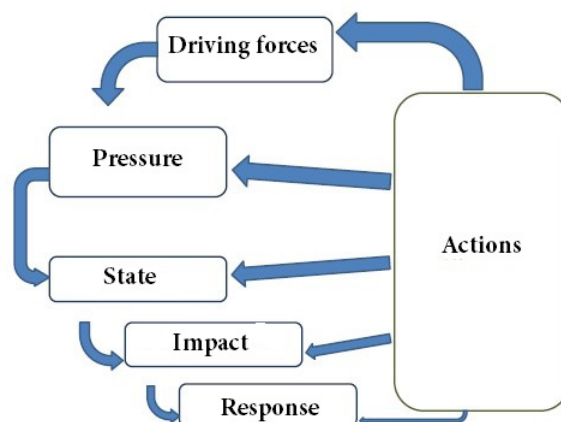 Driving forces
Pressure
Actions
State
Impact
Response